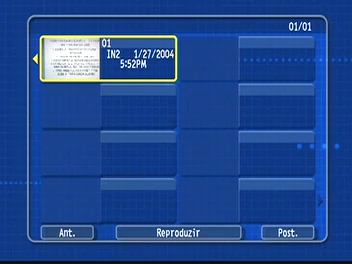 01/01
01
IN2 1/27/2004
5:52PM
Ant. Reproduzir Post.